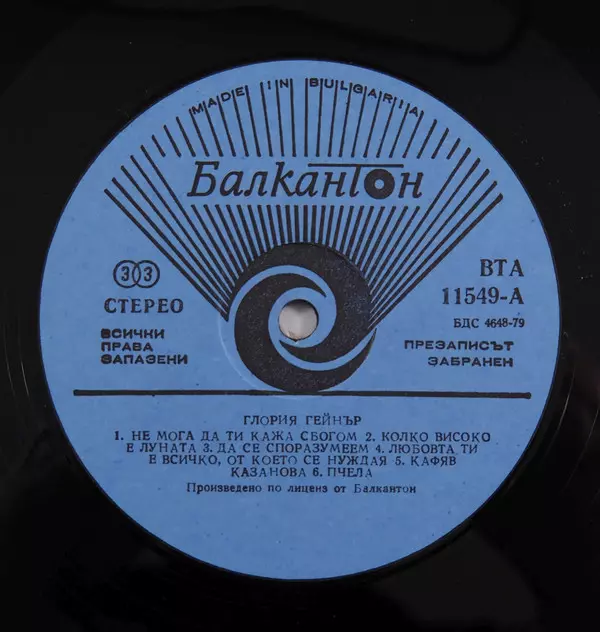 MADE IN BULGARIA
Балкантон
33
СТЕРЕО
ВСИЧКИ
ПРАВА
ЗАПАЗЕНИ
ВТА
11549-А
БДС 4648-79
ПРЕЗАПИСЪТ
ЗАБРАНЕН
ГЛОРИЯ ГЕЙНЪР
1. НЕ МОГА ДА ТИ КАЖА СБОГОМ 2. КОЛКО ВИСОКО
Е ЛУНАТА 3. ДА СЕ СПОРАЗУМЕЕМ 4. ЛЮБОВТА ТИ
Е ВСИЧКО, ОТ КОЕТО СЕ НУЖДАЯ 5. КАФЯВ
КАЗАНОВА 6. ПЧЕЛА
Произведено по лиценз от Балкантон